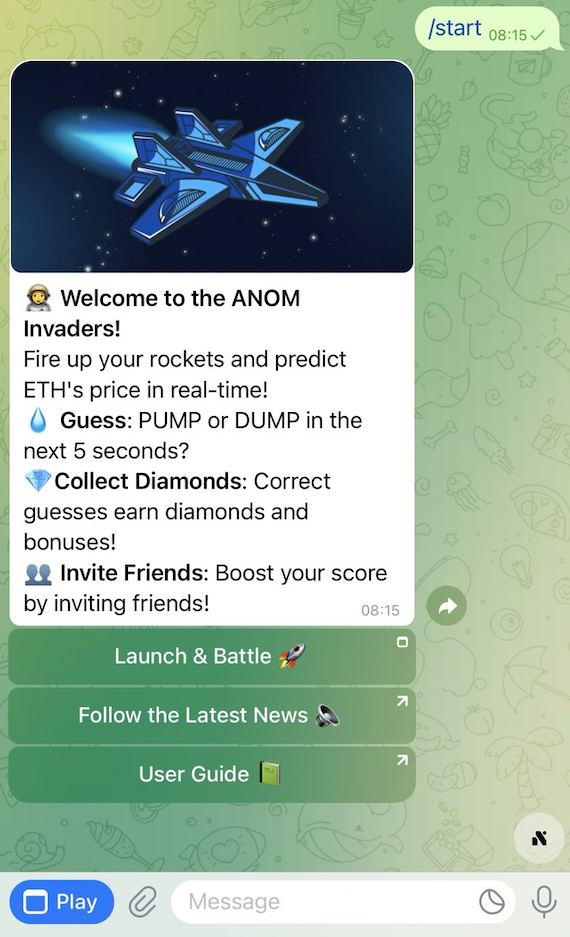 /start 08:15
👨‍🚀 Welcome to the ANOM
Invaders!
Fire up your rockets and predict
ETH's price in real-time!
💧 Guess: PUMP or DUMP in the
next 5 seconds?
💎Collect Diamonds: Correct
guesses earn diamonds and
bonuses!
👥 Invite Friends: Boost your score
by inviting friends!
08:15
Launch & Battle 🚀
Follow the Latest News 🔊
User Guide 📗
Play
Message